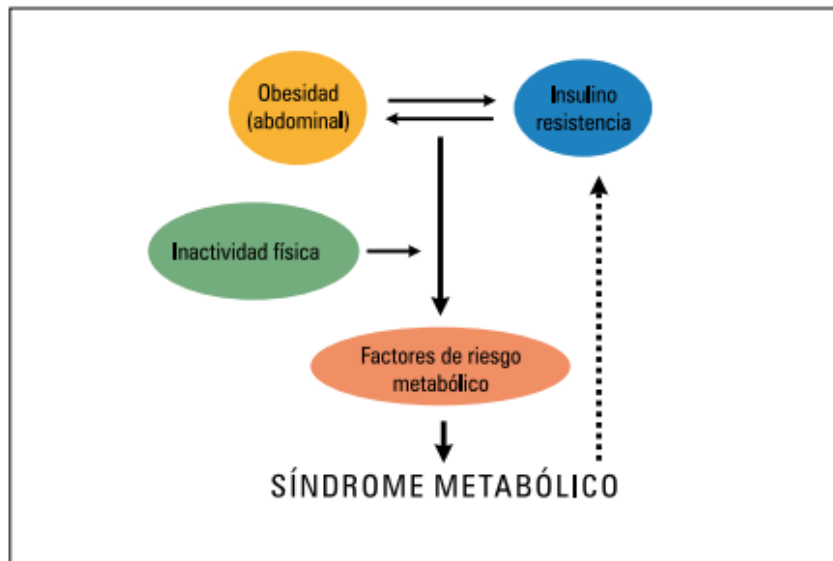 Obesidad
(abdominal)
Insulino
resistencia
Inactividad física
Factores de riesgo
metabólico
SÍNDROME METABÓLICO